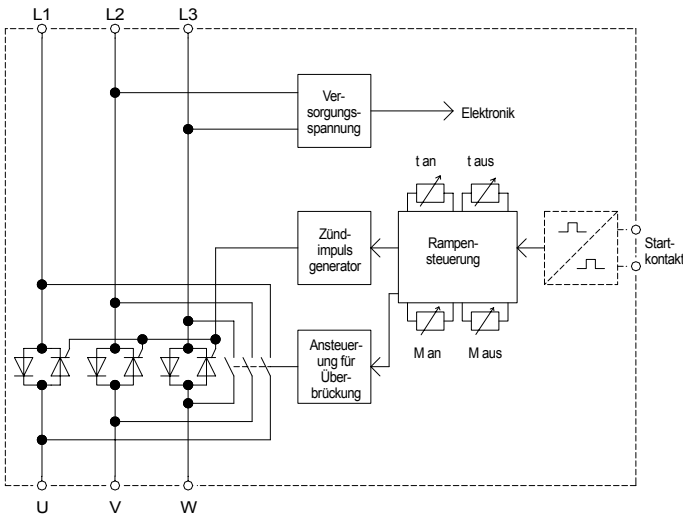 L1 L2 L3
Ver-
sorgungs-
spannung
Elektronik
t an t aus
Zünd-
impuls
generator
Rampen-
steuerung
Start-
kontakt
M an M aus
Ansteuer-
ung für
Über-
brückung
U V W